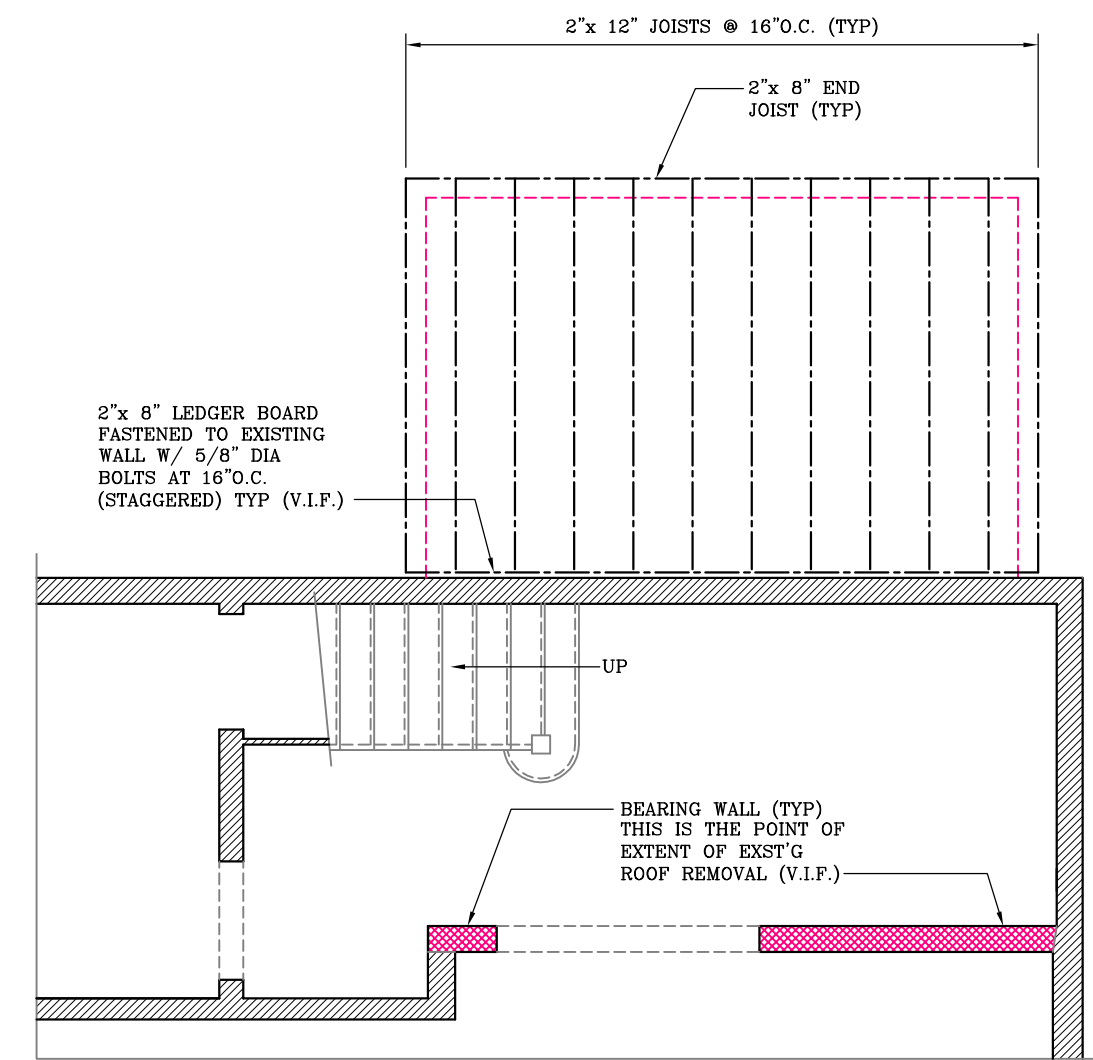 2"x 12" JOISTS @ 16"O.C. (TYP)
2"x 8" END
JOIST (TYP)
2"x 8" LEDGER BOARD
FASTENED TO EXISTING
WALL W/ 5/8" DIA
BOLTS AT 16"O.C.
(STAGGERED) TYP (V.I.F.)
UP
BEARING WALL (TYP)
THIS IS THE POINT OF
EXTENT OF EXST'G
ROOF REMOVAL (V.I.F.)